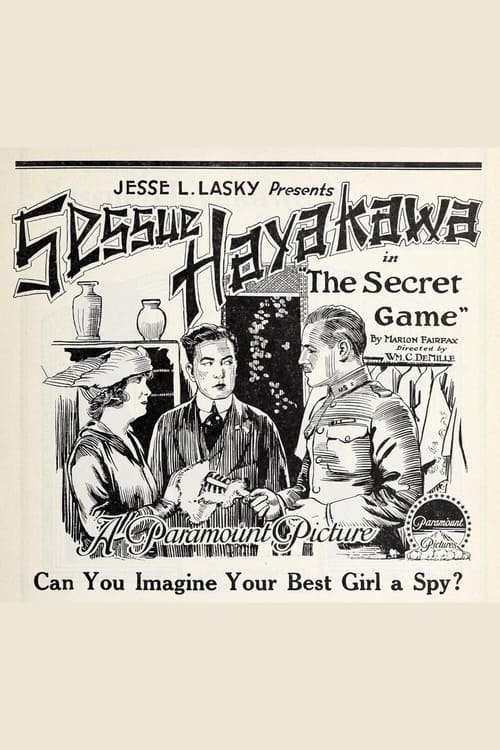 JESSE L. LASKY Presents
SESSUE HAYAKAWA
in
"The Secret
Game"
By MARION FAIRFAX
Directed by
WM. C. DEMILLE
U.S.
A Paramount Picture
Paramount
Pictures
Can You Imagine Your Best Girl a Spy?